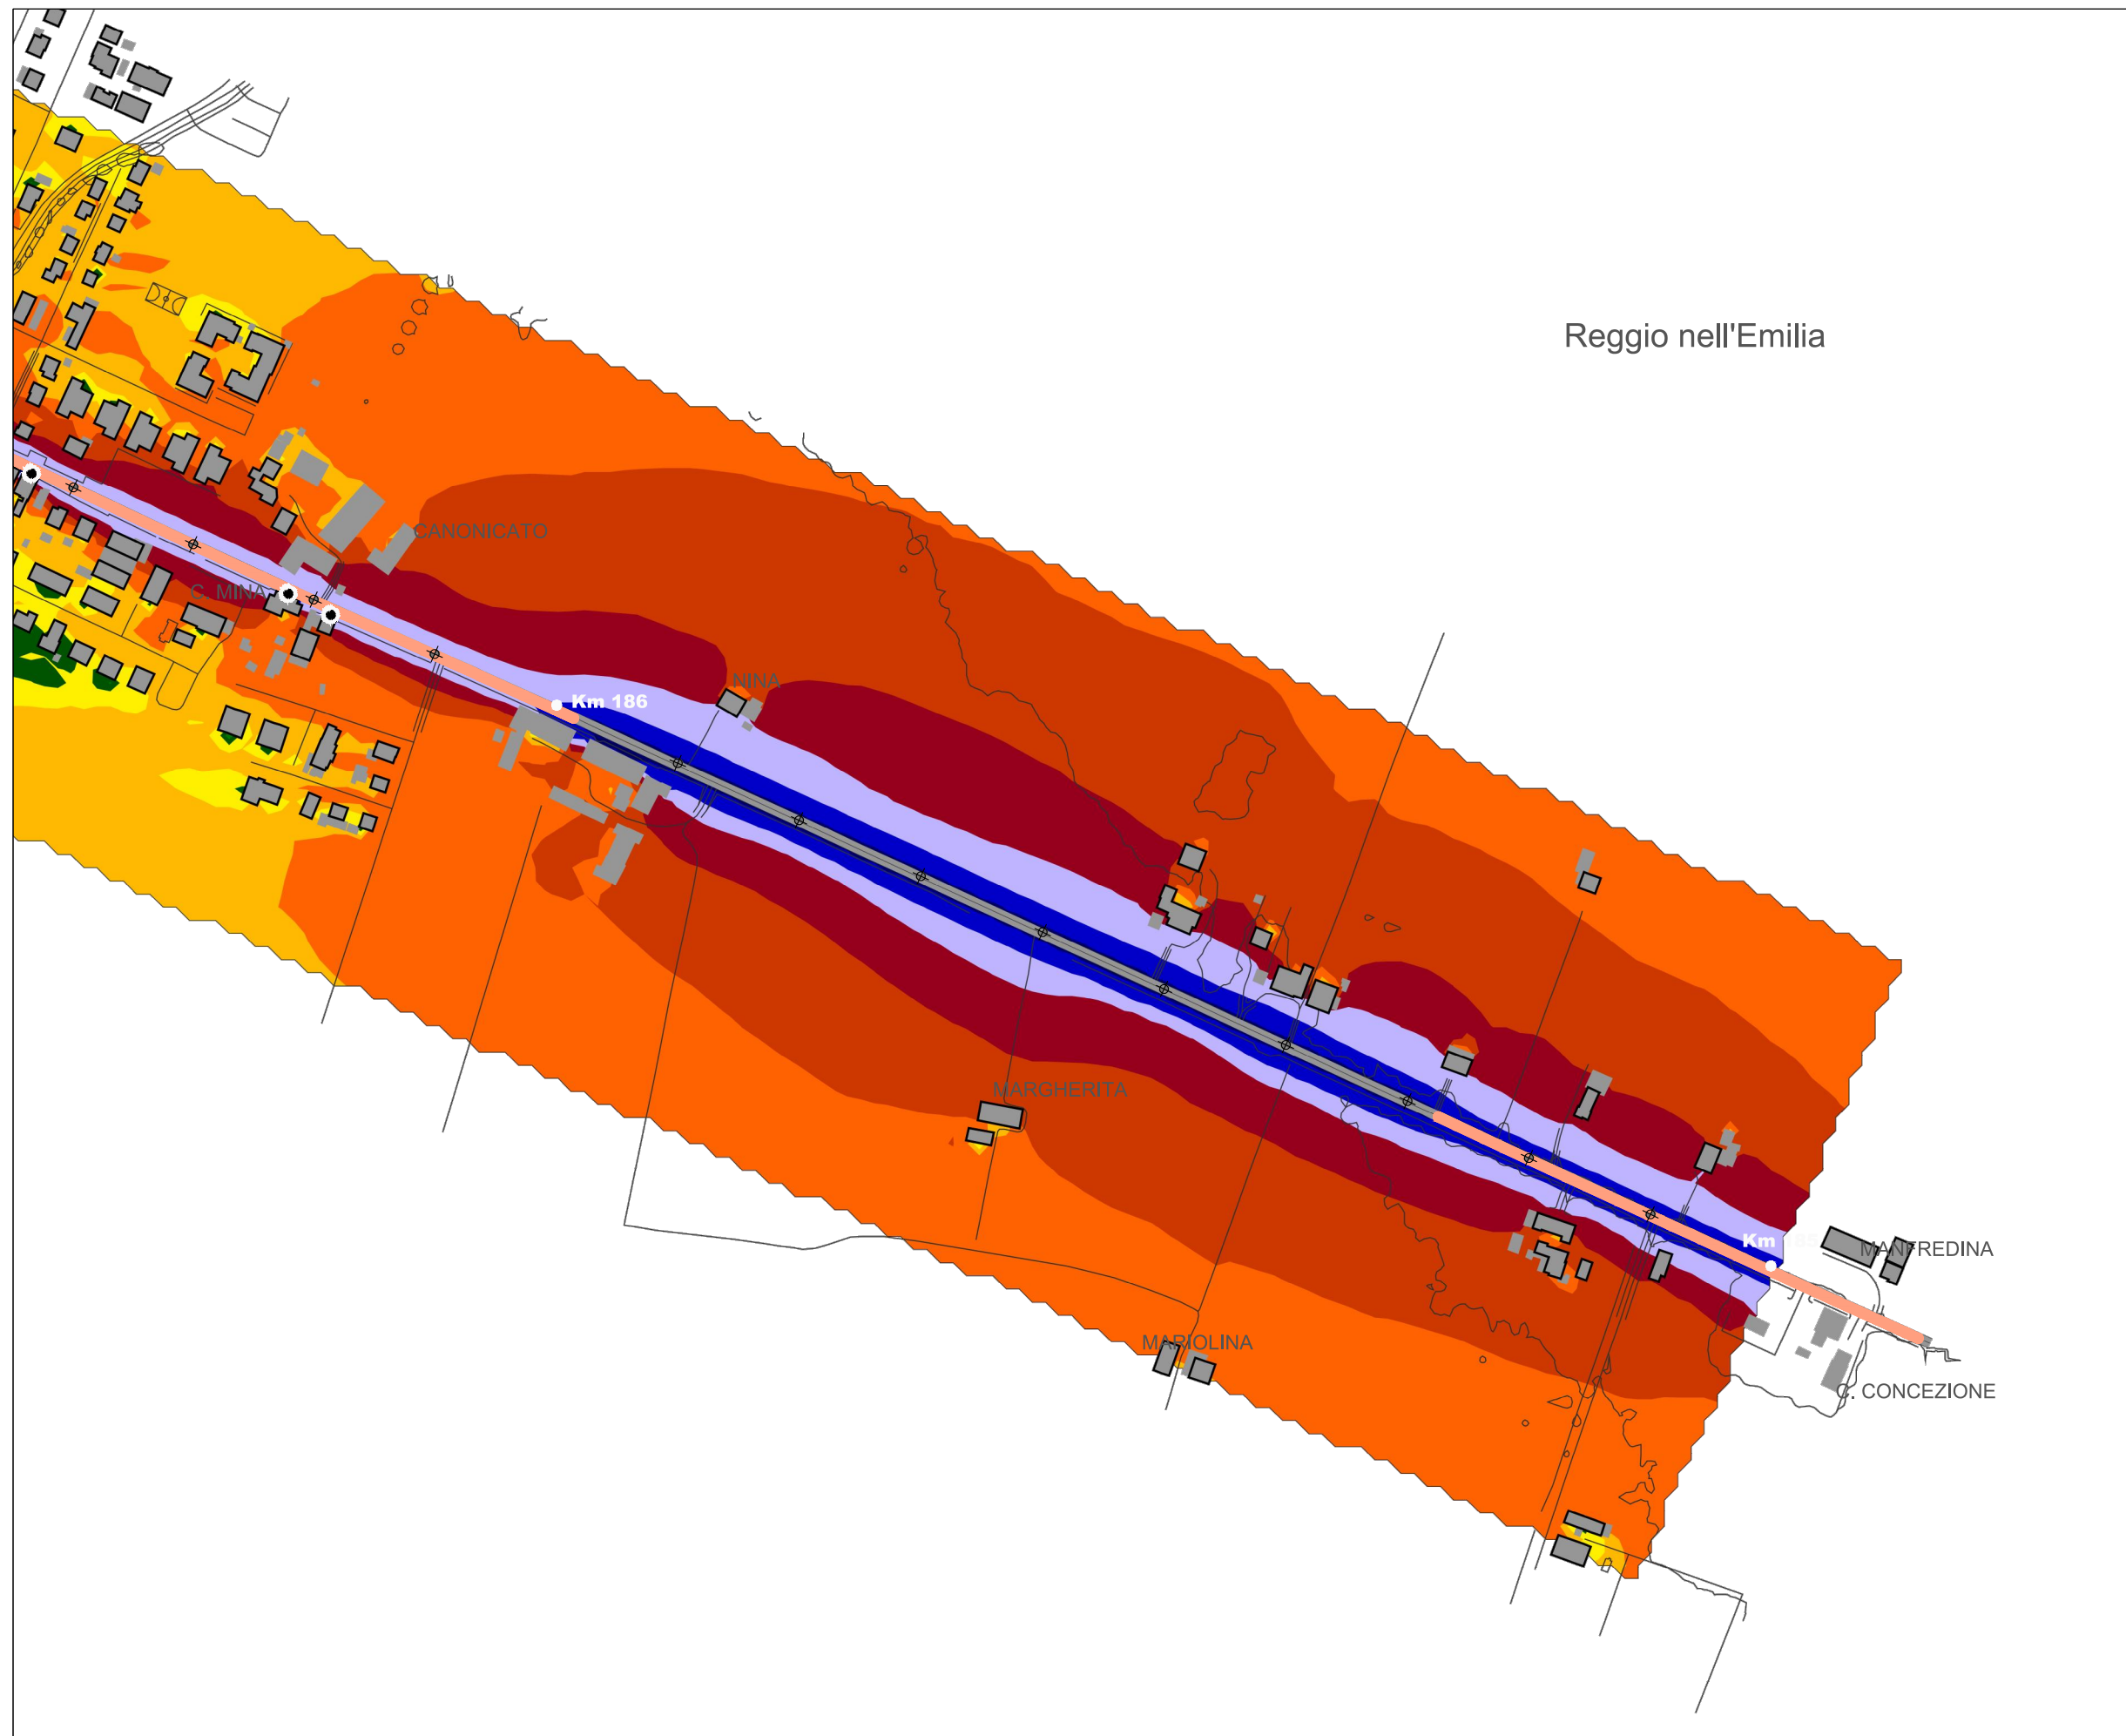 Reggio nell'Emilia
CANONICATO
C. MINA
NINA
Km 186
MARGHERITA
Km
MANFREDINA
MARIOLINA
C. CONCEZIONE